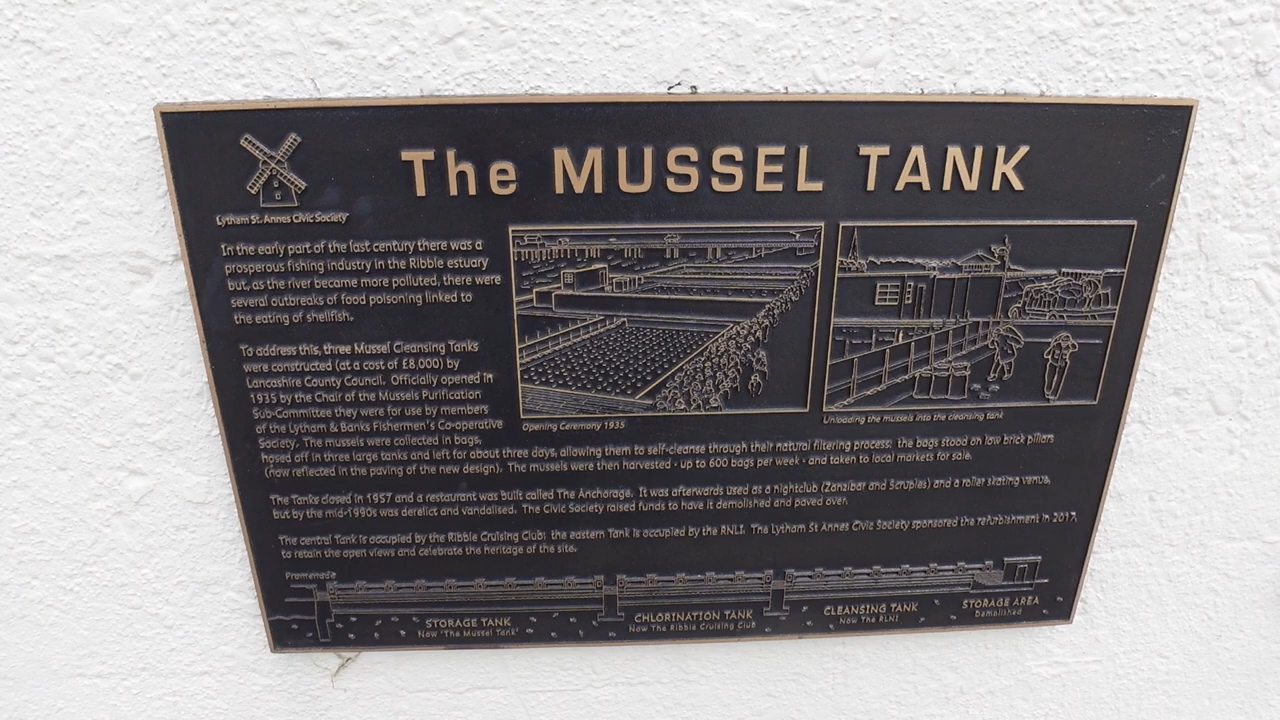 The MUSSEL TANK
Lytham St. Annes Civic Society
In the early part of the last century there was a
prosperous fishing industry in the Ribble estuary
but, as the river became more polluted, there were
several outbreaks of food poisoning linked to
the eating of shellfish.
To address this, three Mussel Cleansing Tanks
were constructed (at a cost of £8,000) by
Lancashire County Council. Officially opened in
1935 by the Chair of the Mussels Purification
Sub-Committee they were for use by members
of the Lytham & Banks Fishermen's Co-operative
Society. The mussels were collected in bags,
hosed off in three large tanks and left for about three days, allowing them to self-cleanse through their natural filtering process: the bags stood on low brick pillars
(now reflected in the paving of the new design). The mussels were then harvested - up to 600 bags per week - and taken to local markets for sale.
Opening Ceremony 1935
Unloading the mussels into the cleansing tank
The Tanks closed in 1957 and a restaurant was built called The Anchorage. It was afterwards used as a nightclub (Zanzibar and Scruples) and a roller skating venue,
but by the mid-1990s was derelict and vandalised. The Civic Society raised funds to have it demolished and paved over.
The central Tank is occupied by the Ribble Cruising Club: the eastern Tank is occupied by the RNLI. The Lytham St Annes Civic Society sponsored the refurbishment in 2017,
to retain the open views and celebrate the heritage of the site.
Promenade
STORAGE TANK
Now 'The Mussel Tank'
CHLORINATION TANK
Now The Ribble Cruising Club
CLEANSING TANK
Now The RLNI
STORAGE AREA
Demolished